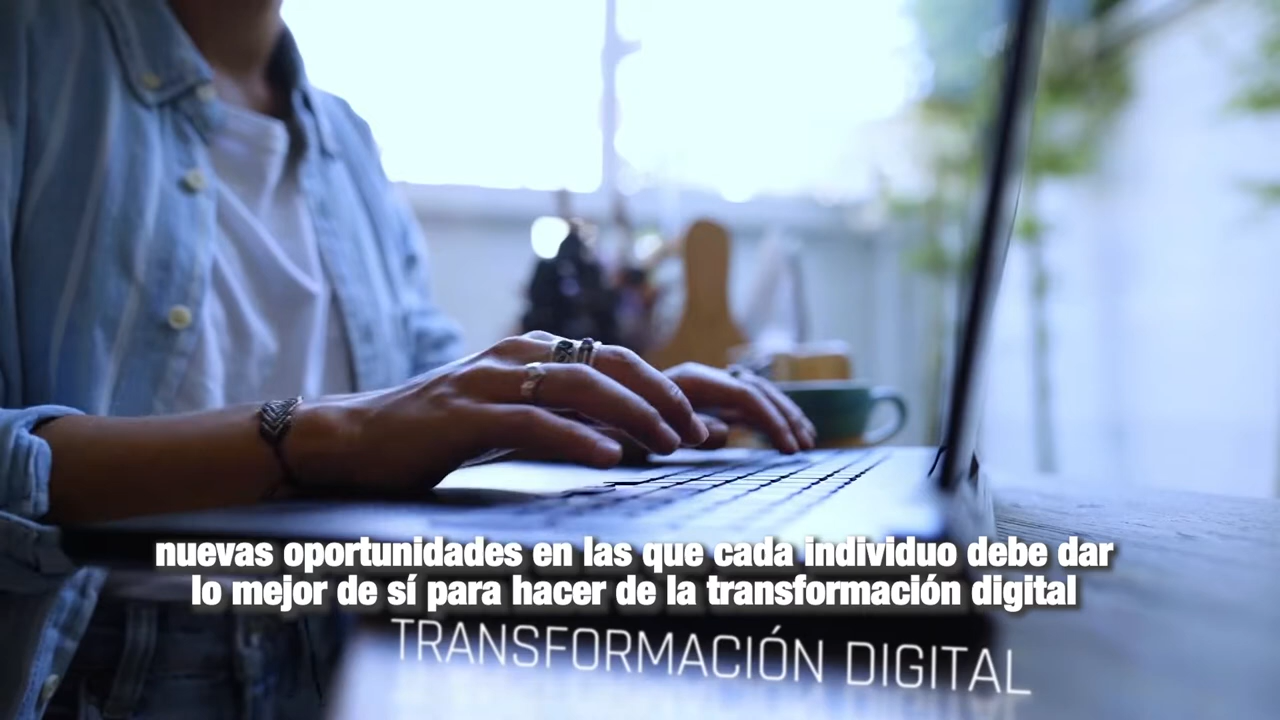 nuevas oportunidades en las que cada individuo debe dar
lo mejor de sí para hacer de la transformación digital
TRANSFORMACIÓN DIGITAL